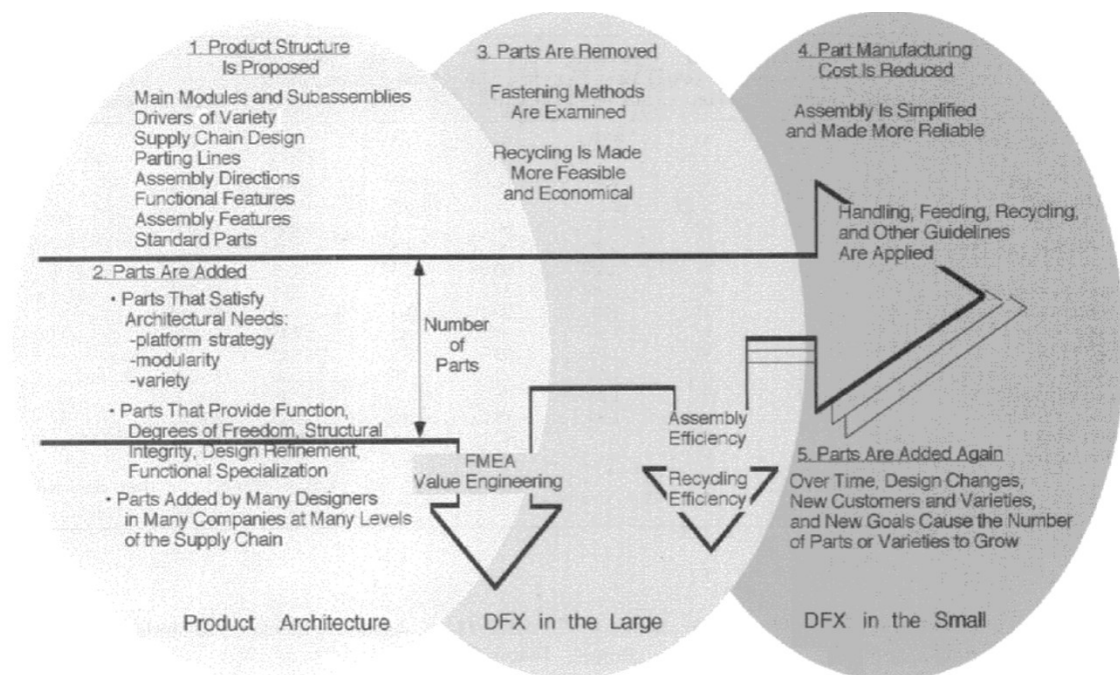 1. Product Structure
Is Proposed
Main Modules and Subassemblies
Drivers of Variety
Supply Chain Design
Parting Lines
Assembly Directions
Functional Features
Assembly Features
Standard Parts
2. Parts Are Added
• Parts That Satisfy
Architectural Needs:
-platform strategy
-modularity
-variety
• Parts That Provide Function,
Degrees of Freedom, Structural
Integrity, Design Refinement,
Functional Specialization
• Parts Added by Many Designers
in Many Companies at Many Levels
of the Supply Chain
Product Architecture
3. Parts Are Removed
Fastening Methods
Are Examined
Recycling Is Made
More Feasible
and Economical
Number
of
Parts
FMEA
Value Engineering
Assembly
Efficiency
Recycling
Efficiency
DFX in the Large
4. Part Manufacturing
Cost Is Reduced
Assembly Is Simplified
and Made More Reliable
Handling, Feeding, Recycling,
and Other Guidelines
Are Applied
5. Parts Are Added Again
Over Time, Design Changes,
New Customers and Varieties,
and New Goals Cause the Number
of Parts or Varieties to Grow
DFX in the Small